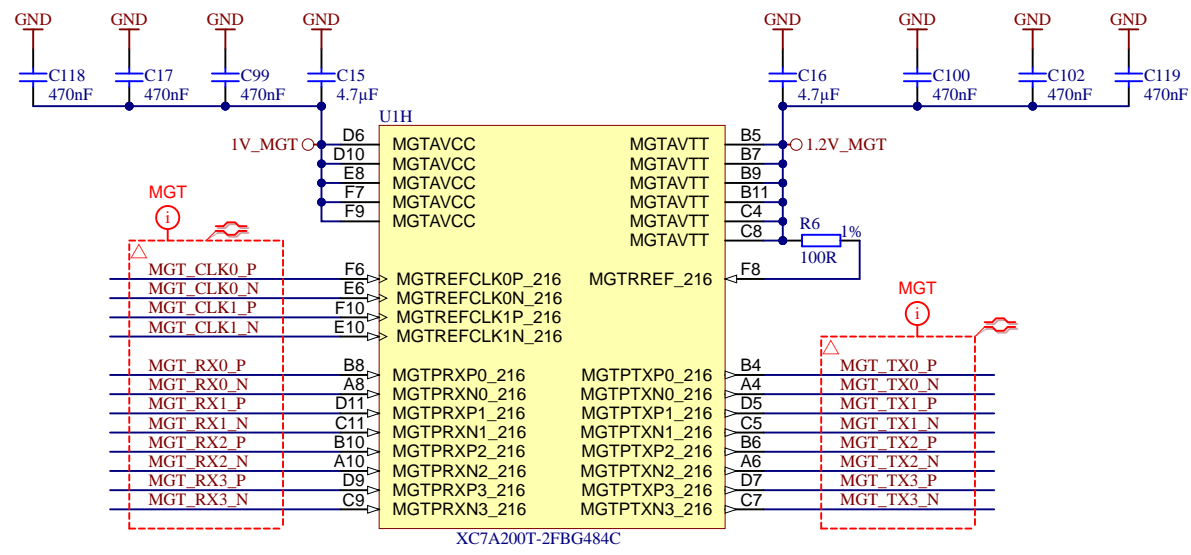 GND GND GND GND GND GND GND GND
C118 C17 C99 C15 C16 C100 C102 C119
470nF 470nF 470nF 4.7µF 4.7µF 470nF 470nF 470nF
U1H
1V_MGT D6 MGTAVCC MGTAVTT B5 1.2V_MGT
D10 MGTAVCC MGTAVTT B7
E8 MGTAVCC MGTAVTT B9
F7 MGTAVCC MGTAVTT B11
F9 MGTAVCC MGTAVTT C4
MGTAVTT C8 R6 1%
100R
MGT
i
MGT_CLK0_P F6 MGTREFCLK0P_216 MGTRREF_216 F8
MGT_CLK0_N E6 MGTREFCLK0N_216
MGT_CLK1_P F10 MGTREFCLK1P_216
MGT_CLK1_N E10 MGTREFCLK1N_216
MGT
i
MGT_RX0_P B8 MGTPRXP0_216 MGTPTXP0_216 B4 MGT_TX0_P
MGT_RX0_N A8 MGTPRXN0_216 MGTPTXN0_216 A4 MGT_TX0_N
MGT_RX1_P D11 MGTPRXP1_216 MGTPTXP1_216 D5 MGT_TX1_P
MGT_RX1_N C11 MGTPRXN1_216 MGTPTXN1_216 C5 MGT_TX1_N
MGT_RX2_P B10 MGTPRXP2_216 MGTPTXP2_216 B6 MGT_TX2_P
MGT_RX2_N A10 MGTPRXN2_216 MGTPTXN2_216 A6 MGT_TX2_N
MGT_RX3_P D9 MGTPRXP3_216 MGTPTXP3_216 D7 MGT_TX3_P
MGT_RX3_N C9 MGTPRXN3_216 MGTPTXN3_216 C7 MGT_TX3_N
XC7A200T-2FBG484C